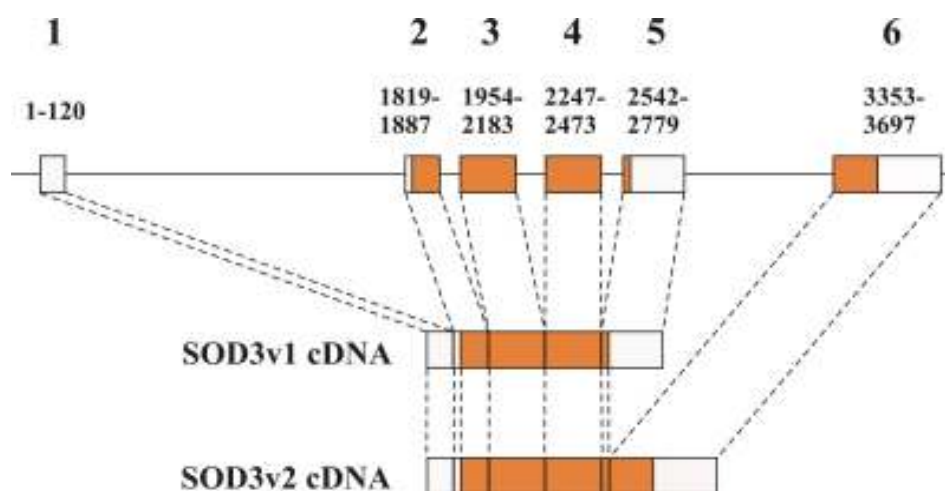 1 2 3 4 5 6
1-120 1819- 1954- 2247- 2542- 3353-
1887 2183 2473 2779 3697
SOD3v1 cDNA
SOD3v2 cDNA